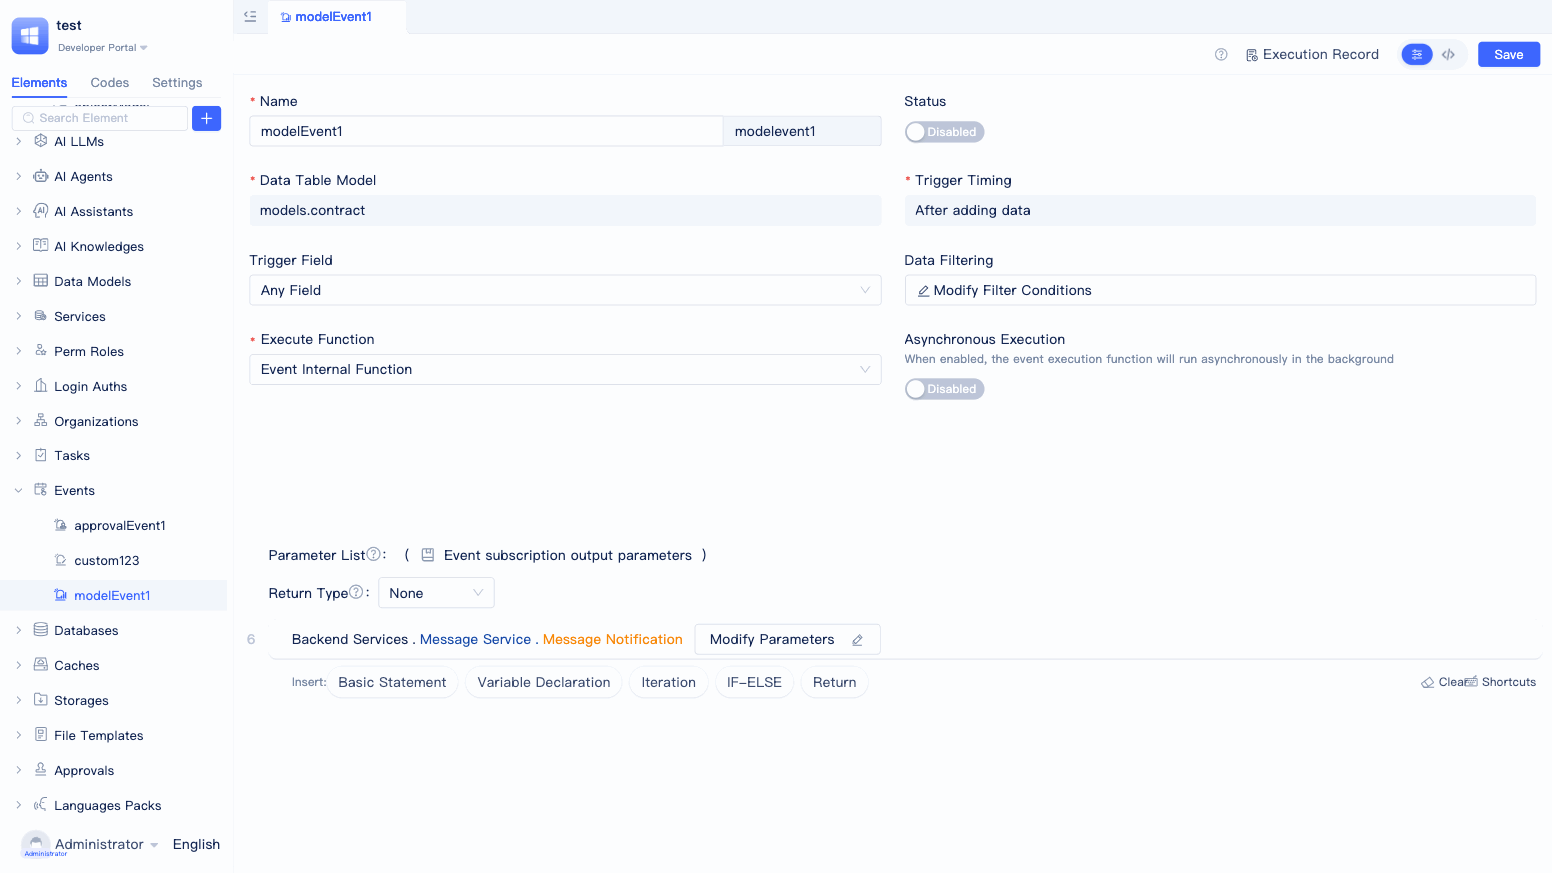 test
Developer Portal
Elements Codes Settings
Search Element
AI LLMs
AI Agents
AI Assistants
AI Knowledges
Data Models
Services
Perm Roles
Login Auths
Organizations
Tasks
Events
approvalEvent1
custom123
modelEvent1
Databases
Caches
Storages
File Templates
Approvals
Languages Packs
Administrator English
Administrator
modelEvent1
Execution Record Save
* Name
modelEvent1 modelevent1
Status
Disabled
* Data Table Model
models.contract
* Trigger Timing
After adding data
Trigger Field
Any Field
Data Filtering
Modify Filter Conditions
* Execute Function
Event Internal Function
Asynchronous Execution
When enabled, the event execution function will run asynchronously in the background
Disabled
Parameter List : ( Event subscription output parameters )
Return Type : None
6 Backend Services . Message Service . Message Notification Modify Parameters
Insert: Basic Statement Variable Declaration Iteration IF-ELSE Return Clear Shortcuts